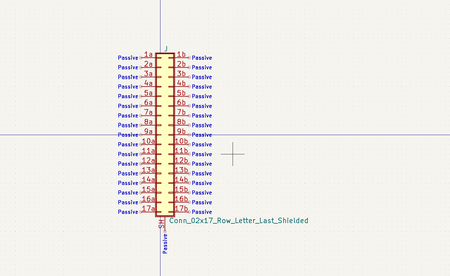 J
Passive 1a 1b Passive
Passive 2a 2b Passive
Passive 3a 3b Passive
Passive 4a 4b Passive
Passive 5a 5b Passive
Passive 6a 6b Passive
Passive 7a 7b Passive
Passive 8a 8b Passive
Passive 9a 9b Passive
Passive 10a 10b Passive
Passive 11a 11b Passive
Passive 12a 12b Passive
Passive 13a 13b Passive
Passive 14a 14b Passive
Passive 15a 15b Passive
Passive 16a 16b Passive
Passive 17a 17b Passive
SH
Conn_02x17_Row_Letter_Last_Shielded
Passive